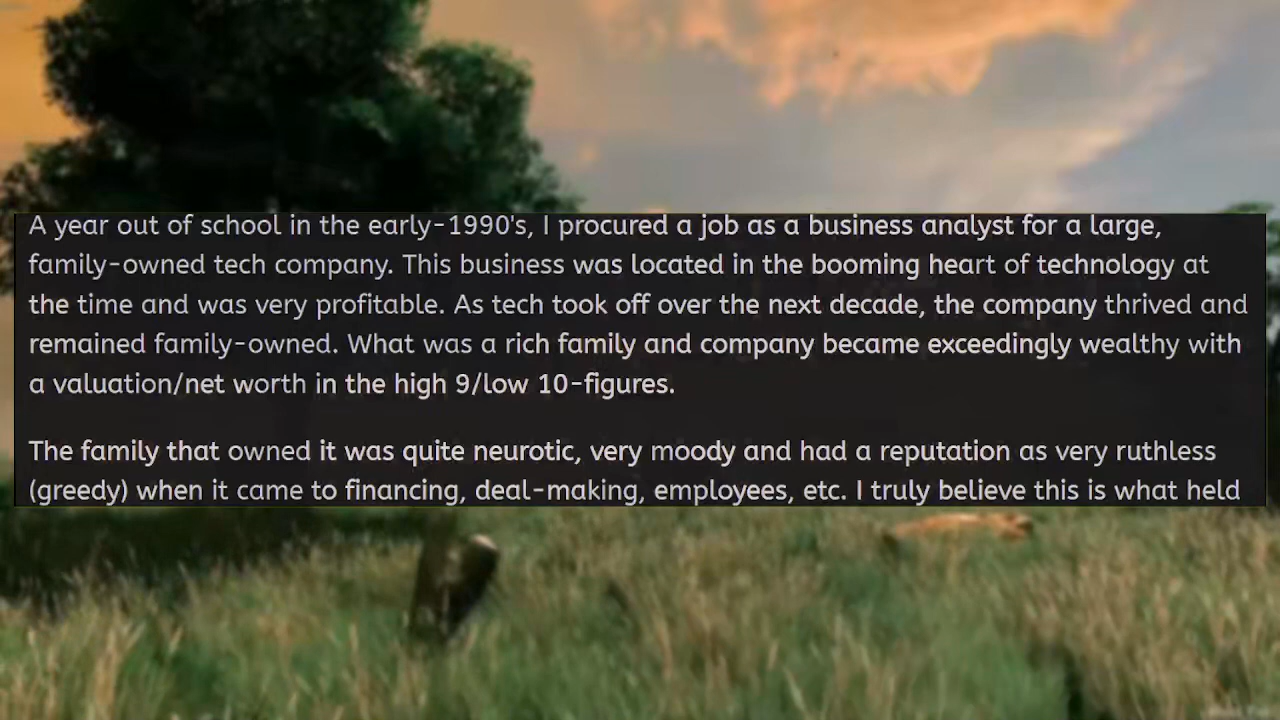 A year out of school in the early-1990's, I procured a job as a business analyst for a large,
family-owned tech company. This business was located in the booming heart of technology at
the time and was very profitable. As tech took off over the next decade, the company thrived and
remained family-owned. What was a rich family and company became exceedingly wealthy with
a valuation/net worth in the high 9/low 10-figures.
The family that owned it was quite neurotic, very moody and had a reputation as very ruthless
(greedy) when it came to financing, deal-making, employees, etc. I truly believe this is what held